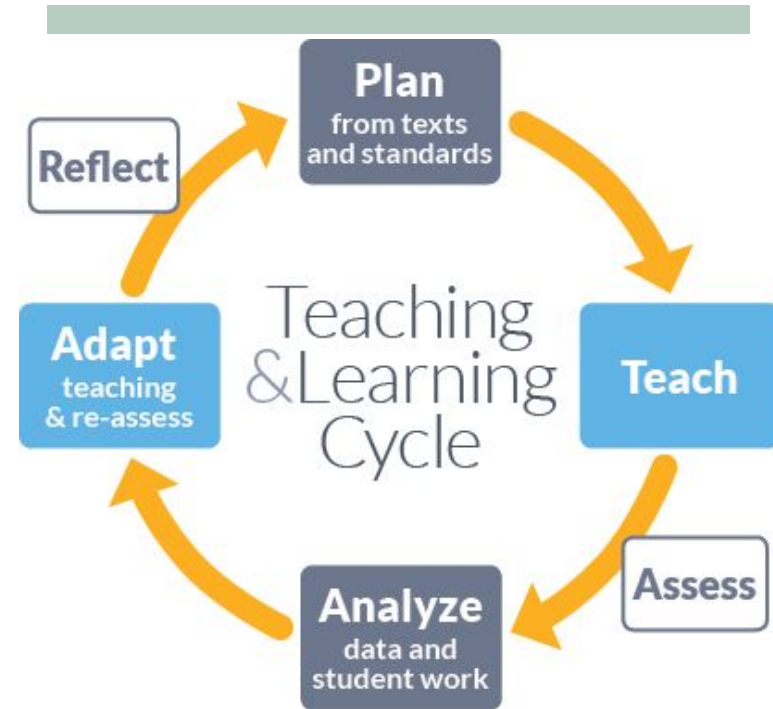 Plan
from texts
and standards
Reflect
Teaching
&Learning
Cycle
Teach
Assess
Analyze
data and
student work
Adapt
teaching
& re-assess